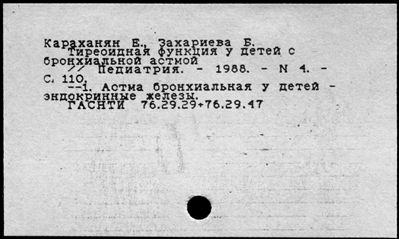 Караханян Е., Захариева Б.
Тиреоидная функция у детей с
бронхиальной астмой
// Педиатрия. - 1988. - N 4. -
С. 110.
--1. Астма бронхиальная у детей -
эндокринные железы.
ГАСНТИ 76.29.29+76.29.47